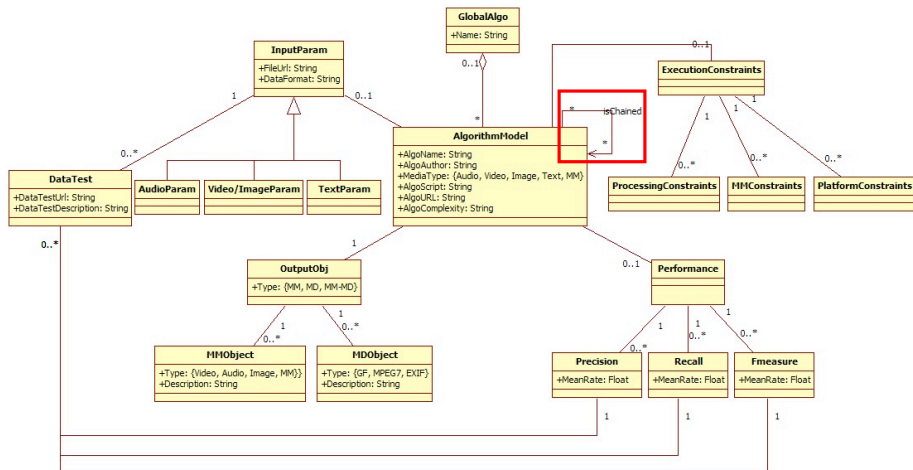 GlobalAlgo
+Name: String
0..1
*
InputParam
+FileUrl: String
+DataFormat: String
1
0..1
0..1
ExecutionConstraints
1
1
1
*
isChained
*
AlgorithmModel
+AlgoName: String
+AlgoAuthor: String
+MediaType: {Audio, Video, Image, Text, MM}
+AlgoScript: String
+AlgoURL: String
+AlgoComplexity: String
0..*
0..*
0..*
0..*
DataTest
+DataTestUrl: String
+DataTestDescription: String
0..*
AudioParam
Video/ImageParam
TextParam
ProcessingConstraints
MMConstraints
PlatformConstraints
1
0..1
OutputObj
+Type: {MM, MD, MM-MD}
Performance
1
1
0..*
0..*
1
1
1
0..*
0..*
0..*
MMObject
+Type: {Video, Audio, Image, MM}}
+Description: String
MDObject
+Type: {GF, MPEG7, EXIF}
+Description: String
Precision
+MeanRate: Float
Recall
+MeanRate: Float
Fmeasure
+MeanRate: Float
1
1
1